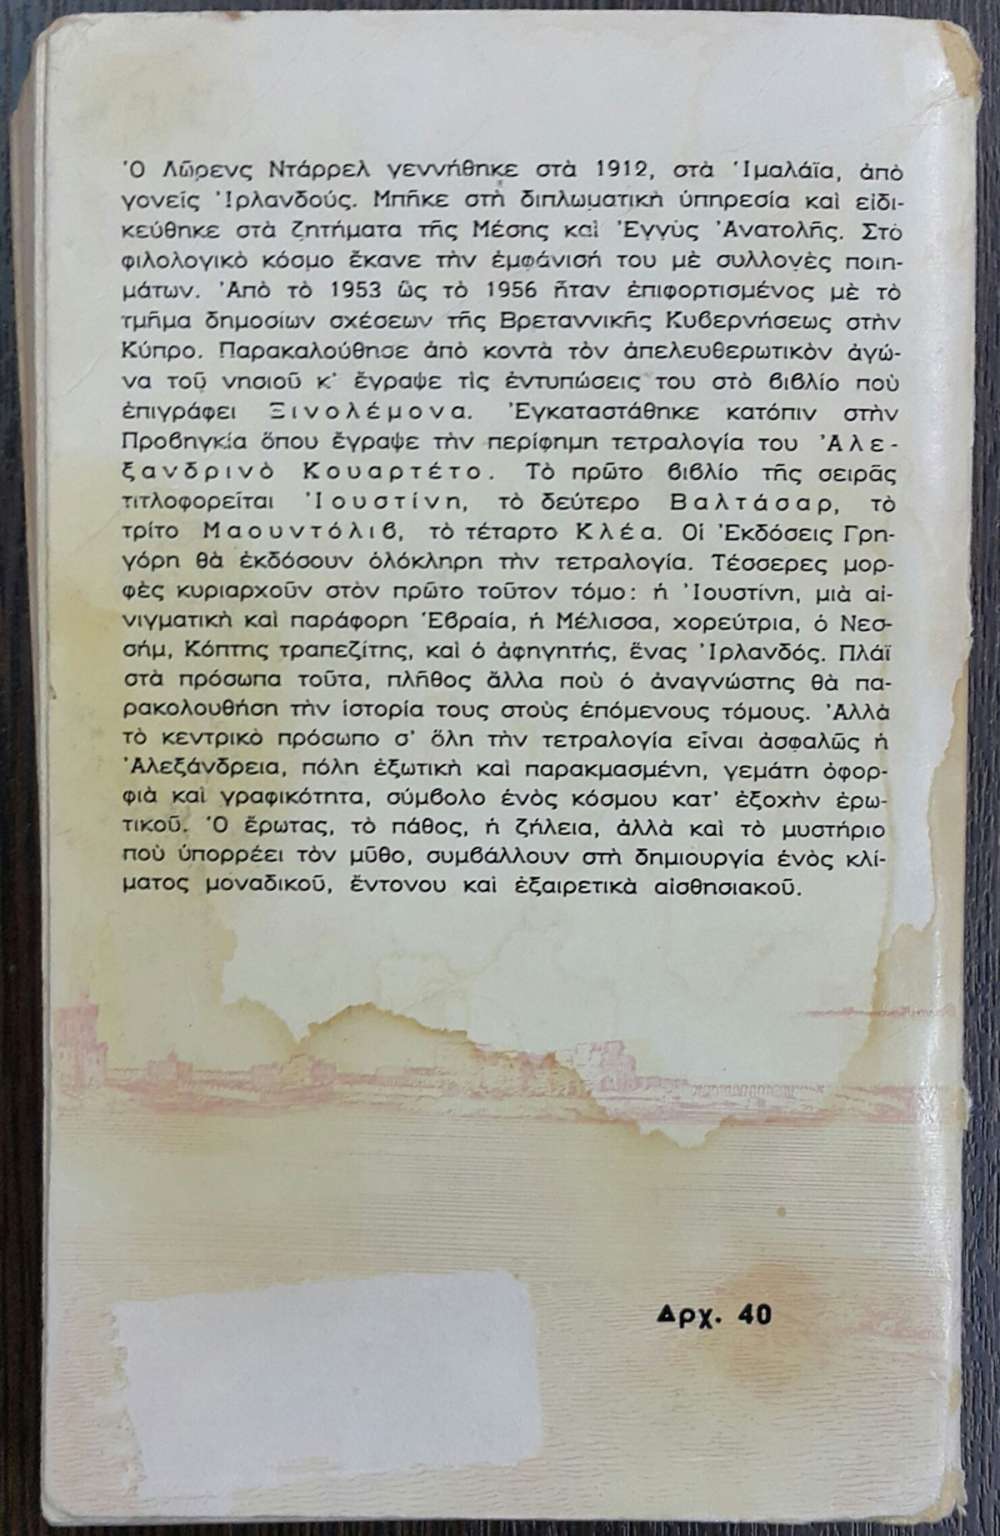 Ὁ Λῶρενς Ντάρρελ γεννήθηκε στὰ 1912, στὰ Ἱμαλάϊα, ἀπὸ
γονεῖς Ἰρλανδούς. Μπῆκε στὴ διπλωματικὴ ὑπηρεσία καὶ εἰδι-
κεύθηκε στὰ ζητήματα τῆς Μέσης καὶ Ἐγγὺς Ἀνατολῆς. Στὸ
φιλολογικὸ κόσμο ἔκανε τὴν ἐμφάνισή του μὲ συλλογὲς ποιη-
μάτων. Ἀπὸ τὸ 1953 ὣς τὸ 1956 ἦταν ἐπιφορτισμένος μὲ τὸ
τμῆμα δημοσίων σχέσεων τῆς Βρεταννικῆς Κυβερνήσεως στὴν
Κύπρο. Παρακαλούθησε ἀπὸ κοντὰ τὸν ἀπελευθερωτικὸν ἀγώ-
να τοῦ νησιοῦ κ' ἔγραψε τὶς ἐντυπώσεις του στὸ βιβλίο ποὺ
ἐπιγράφει Ξινολέμονα. Ἐγκαταστάθηκε κατόπιν στὴν
Προβηγκία ὅπου ἔγραψε τὴν περίφημη τετραλογία του Ἀλε-
ξανδρινὸ Κουαρτέτο. Τὸ πρῶτο βιβλίο τῆς σειρᾶς
τιτλοφορεῖται Ἰουστίνη, τὸ δεύτερο Βαλτάσαρ, τὸ
τρίτο Μαουντόλιβ, τὸ τέταρτο Κλέα. Οἱ Ἐκδόσεις Γρη-
γόρη θὰ ἐκδόσουν ὁλόκληρη τὴν τετραλογία. Τέσσερες μορ-
φὲς κυριαρχοῦν στὸν πρῶτο τοῦτον τόμο: ἡ Ἰουστίνη, μιὰ αἰ-
νιγματικὴ καὶ παράφορη Ἑβραία, ἡ Μέλισσα, χορεύτρια, ὁ Νεσ-
σήμ, Κόπτης τραπεζίτης, καὶ ὁ ἀφηγητής, ἕνας Ἰρλανδός. Πλάϊ
στὰ πρόσωπα τοῦτα, πλῆθος ἄλλα ποὺ ὁ ἀναγνώστης θὰ πα-
ρακολουθήση τὴν ἱστορία τους στοὺς ἑπόμενους τόμους. Ἀλλὰ
τὸ κεντρικὸ πρόσωπο σ' ὅλη τὴν τετραλογία εἶναι ἀσφαλῶς ἡ
Ἀλεξάνδρεια, πόλη ἐξωτικὴ καὶ παρακμασμένη, γεμάτη ὀφορ-
φιὰ καὶ γραφικότητα, σύμβολο ἑνὸς κόσμου κατ' ἐξοχὴν ἐρω-
τικοῦ. Ὁ ἔρωτας, τὸ πάθος, ἡ ζήλεια, ἀλλὰ καὶ τὸ μυστήριο
ποὺ ὑπορρέει τὸν μῦθο, συμβάλλουν στὴ δημιουργία ἑνὸς κλί-
ματος μοναδικοῦ, ἔντονου καὶ ἐξαιρετικὰ αἰσθησιακοῦ.
Δρχ. 40